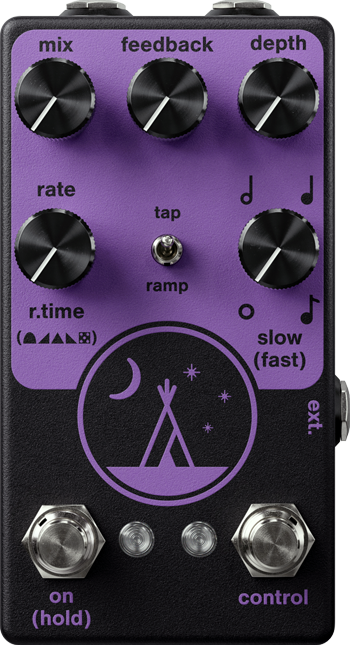 mix feedback depth
rate
tap
ramp
r.time
slow
(fast)
ext.
on
(hold)
control